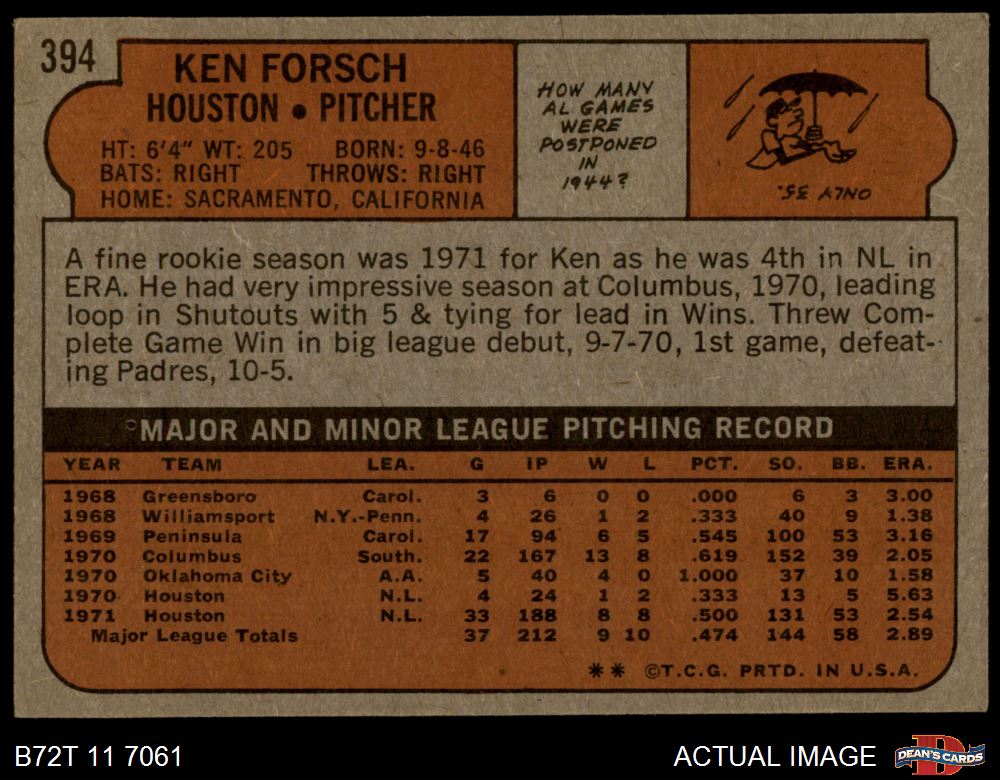 394
KEN FORSCH
HOUSTON • PITCHER
HT: 6'4" WT: 205 BORN: 9-8-46
BATS: RIGHT THROWS: RIGHT
HOME: SACRAMENTO, CALIFORNIA
HOW MANY
AL GAMES
WERE
POSTPONED
IN
1944?
ONLY 35.
A fine rookie season was 1971 for Ken as he was 4th in NL in
ERA. He had very impressive season at Columbus, 1970, leading
loop in Shutouts with 5 & tying for lead in Wins. Threw Com-
plete Game Win in big league debut, 9-7-70, 1st game, defeat-
ing Padres, 10-5.
MAJOR AND MINOR LEAGUE PITCHING RECORD
YEAR TEAM LEA. G IP W L PCT. SO. BB. ERA.
1968 Greensboro Carol. 3 6 0 0 .000 6 3 3.00
1968 Williamsport N.Y.-Penn. 4 26 1 2 .333 40 9 1.38
1969 Peninsula Carol. 17 94 6 5 .545 100 53 3.16
1970 Columbus South. 22 167 13 8 .619 152 39 2.05
1970 Oklahoma City A.A. 5 40 4 0 1.000 37 10 1.58
1970 Houston N.L. 4 24 1 2 .333 13 5 5.63
1971 Houston N.L. 33 188 8 8 .500 131 53 2.54
Major League Totals 37 212 9 10 .474 144 58 2.89
** ©T.C.G. PRTD. IN U.S.A.
B72T 11 7061
ACTUAL IMAGE
D
DEAN'S CARDS